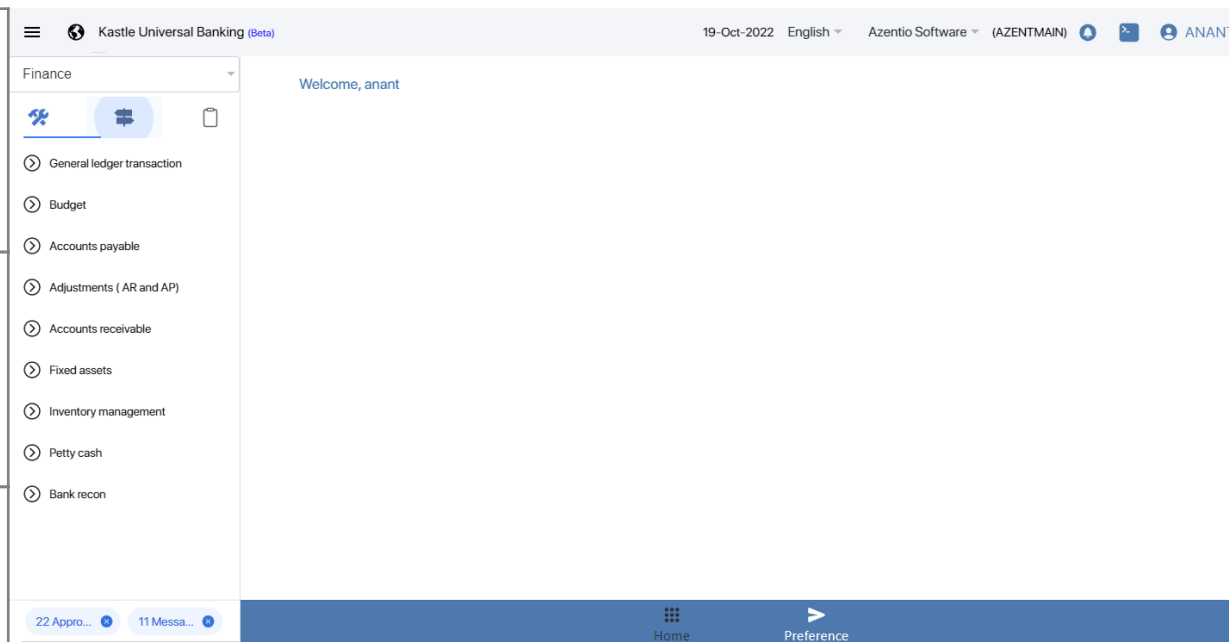 Kastle Universal Banking (Beta)
19-Oct-2022 English Azentio Software (AZENTMAIN) ANANT
Finance
Welcome, anant
General ledger transaction
Budget
Accounts payable
Adjustments ( AR and AP)
Accounts receivable
Fixed assets
Inventory management
Petty cash
Bank recon
22 Appro... 11 Messa...
Home Preference